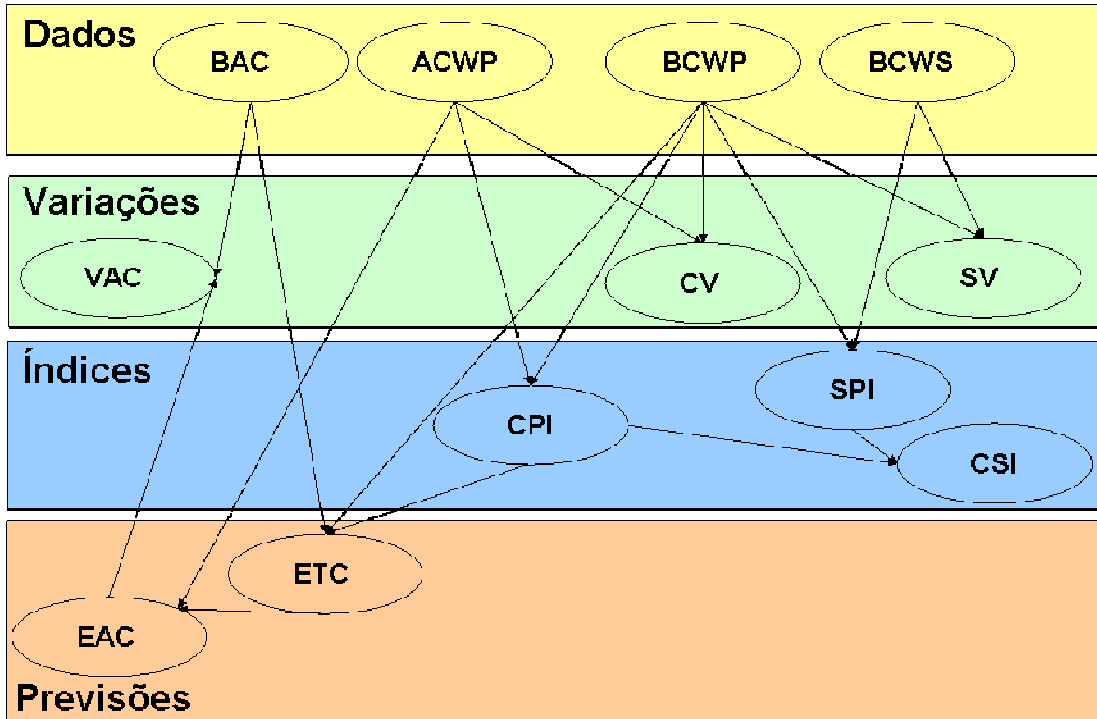 Dados
BAC
ACWP
BCWP
BCWS
Variações
VAC
CV
SV
Índices
SPI
CPI
CSI
ETC
EAC
Previsões